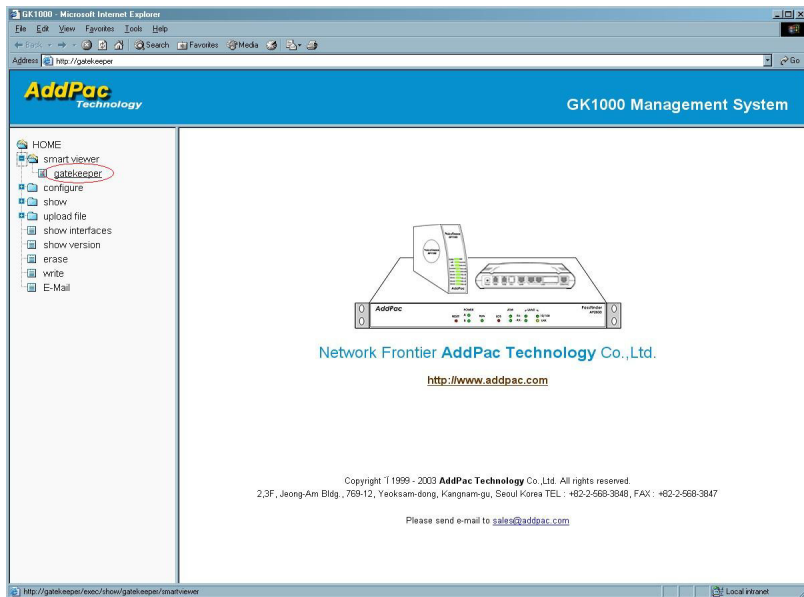 GK1000 - Microsoft Internet Explorer
File Edit View Favorites Tools Help
Back Search Favorites Media
Address http://gatekeeper Go
AddPac
Technology
GK1000 Management System
HOME
smart viewer
gatekeeper
configure
show
upload file
show interfaces
show version
erase
write
E-Mail
AddPac
AddPac
Network Frontier AddPac Technology Co.,Ltd.
http://www.addpac.com
Copyright ¨Ï 1999 - 2003 AddPac Technology Co.,Ltd. All rights reserved.
2,3F, Jeong-Am Bldg., 769-12, Yeoksam-dong, Kangnam-gu, Seoul Korea TEL : +82-2-568-3848, FAX : +82-2-568-3847
Please send e-mail to sales@addpac.com
http://gatekeeper/exec/show/gatekeeper/smartviewer Local intranet